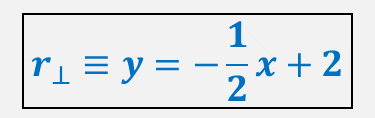 r⊥ ≡ y = −1/2 x + 2